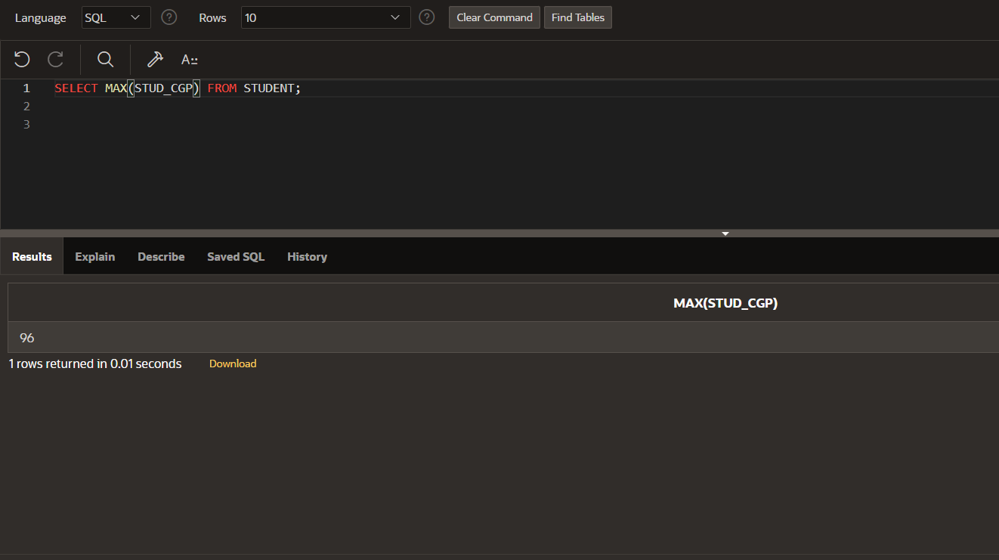 Language SQL ? Rows 10 ? Clear Command Find Tables
A::
1 SELECT MAX(STUD_CGP) FROM STUDENT;
2
3
Results Explain Describe Saved SQL History
MAX(STUD_CGP)
96
1 rows returned in 0.01 seconds Download